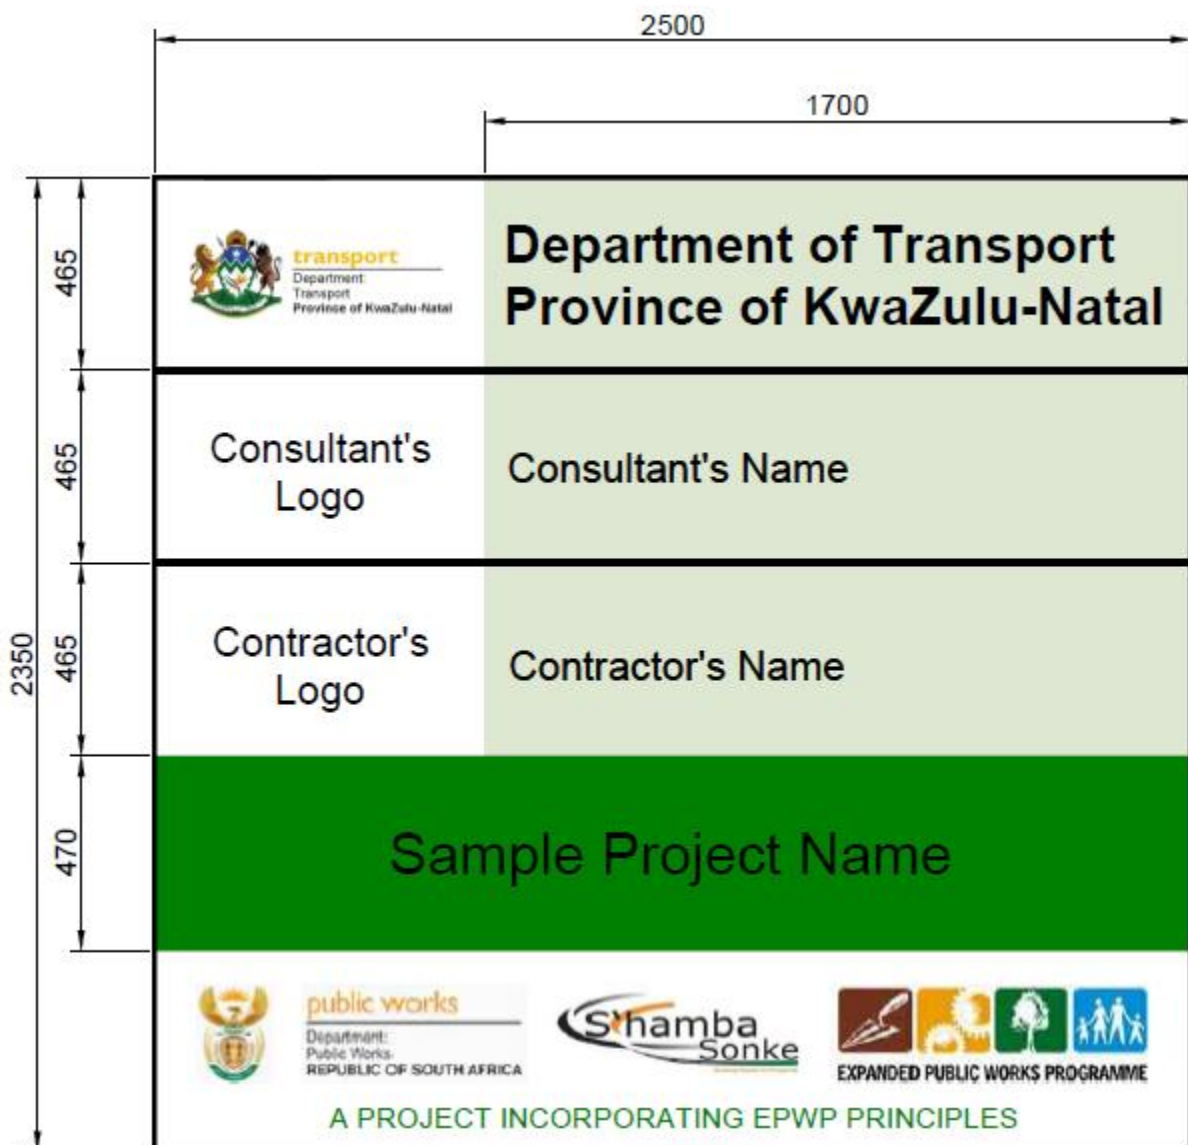 2500
1700
465
transport
Department:
Transport
Province of KwaZulu-Natal
Department of Transport
Province of KwaZulu-Natal
465
Consultant's
Logo
Consultant's Name
2350
465
Contractor's
Logo
Contractor's Name
470
Sample Project Name
public works
Department:
Public Works
REPUBLIC OF SOUTH AFRICA
S'hamba
Sonke
EXPANDED PUBLIC WORKS PROGRAMME
A PROJECT INCORPORATING EPWP PRINCIPLES